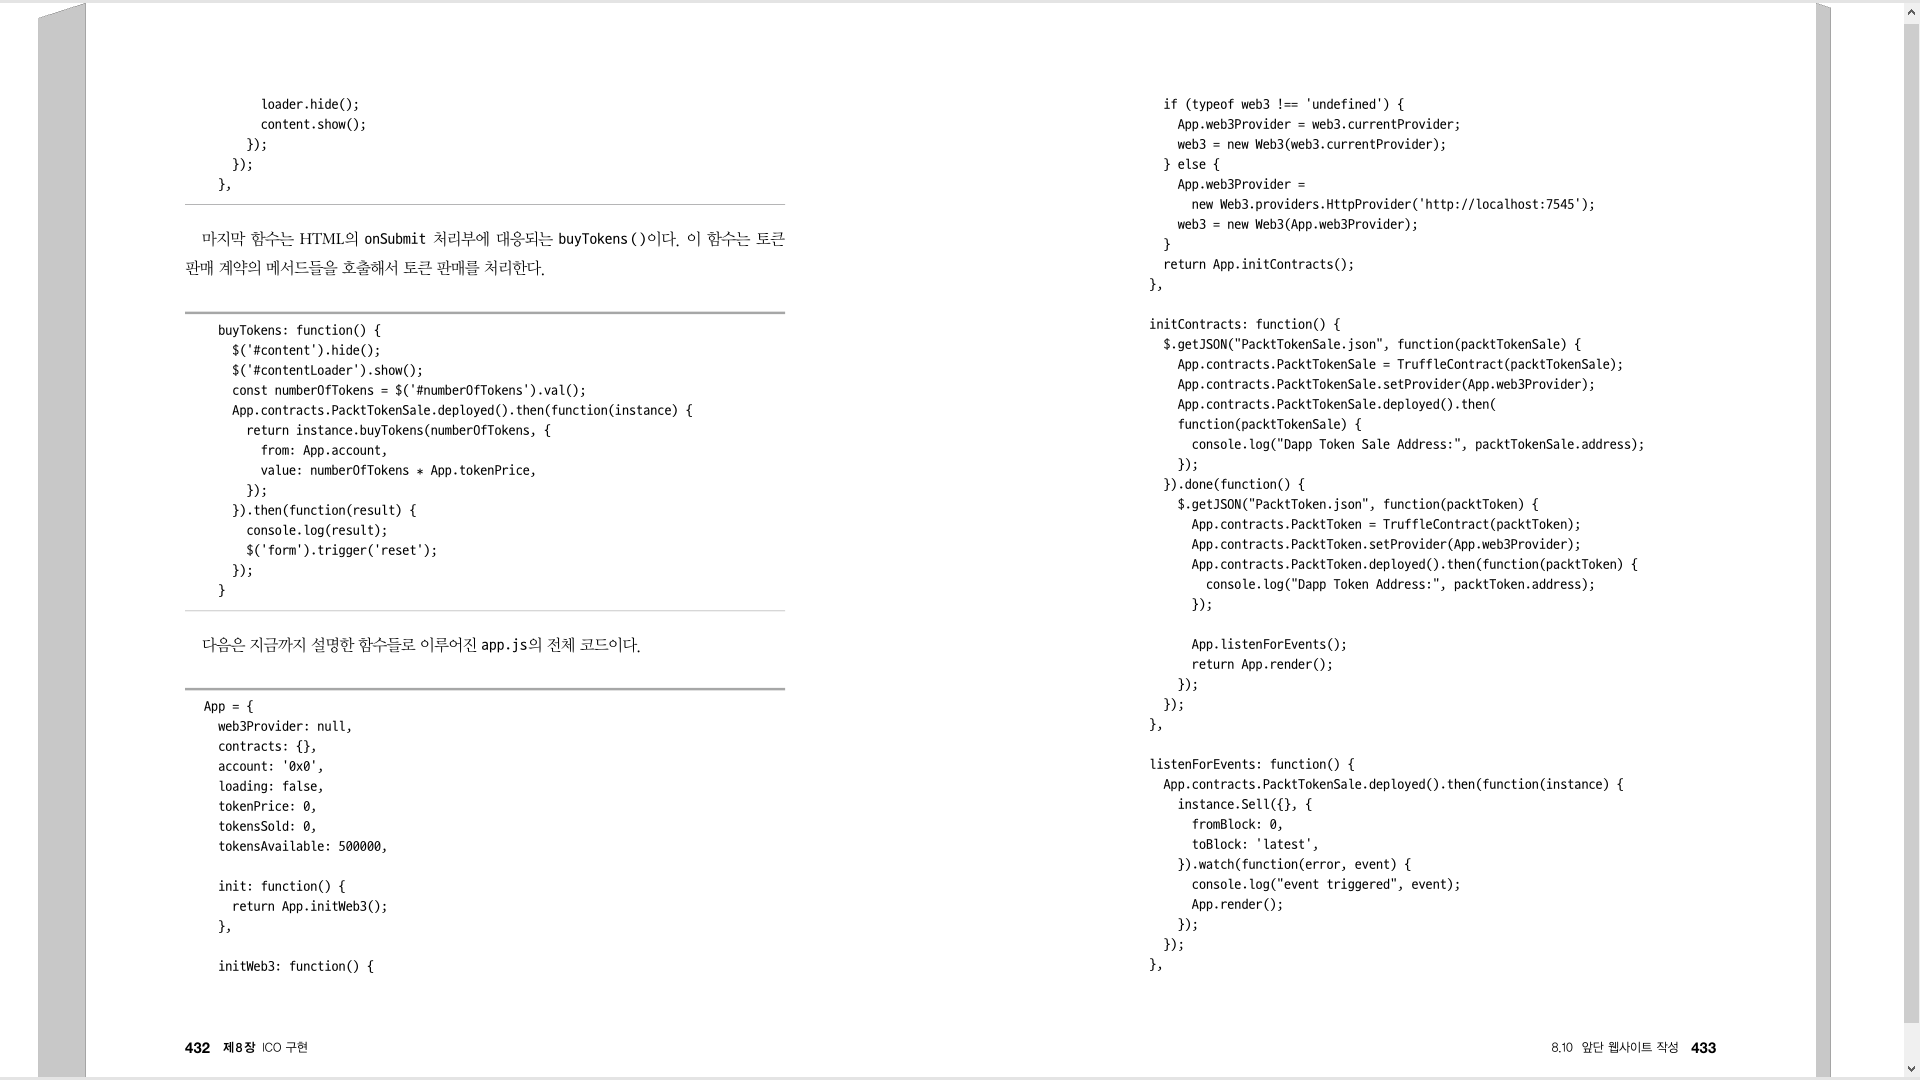 loader.hide();
      content.show();
    });
  });
},
마지막 함수는 HTML의 onSubmit 처리부에 대응되는 buyTokens()이다. 이 함수는 토큰
판매 계약의 메서드들을 호출해서 토큰 판매를 처리한다.
buyTokens: function() {
  $('#content').hide();
  $('#contentLoader').show();
  const numberOfTokens = $('#numberOfTokens').val();
  App.contracts.PacktTokenSale.deployed().then(function(instance) {
    return instance.buyTokens(numberOfTokens, {
      from: App.account,
      value: numberOfTokens * App.tokenPrice,
    });
  }).then(function(result) {
    console.log(result);
    $('form').trigger('reset');
  });
}
다음은 지금까지 설명한 함수들로 이루어진 app.js의 전체 코드이다.
App = {
  web3Provider: null,
  contracts: {},
  account: '0x0',
  loading: false,
  tokenPrice: 0,
  tokensSold: 0,
  tokensAvailable: 500000,

  init: function() {
    return App.initWeb3();
  },

  initWeb3: function() {
432 제8장 ICO 구현
    if (typeof web3 !== 'undefined') {
      App.web3Provider = web3.currentProvider;
      web3 = new Web3(web3.currentProvider);
    } else {
      App.web3Provider =
        new Web3.providers.HttpProvider('http://localhost:7545');
      web3 = new Web3(App.web3Provider);
    }
    return App.initContracts();
  },

  initContracts: function() {
    $.getJSON("PacktTokenSale.json", function(packtTokenSale) {
      App.contracts.PacktTokenSale = TruffleContract(packtTokenSale);
      App.contracts.PacktTokenSale.setProvider(App.web3Provider);
      App.contracts.PacktTokenSale.deployed().then(
      function(packtTokenSale) {
        console.log("Dapp Token Sale Address:", packtTokenSale.address);
      });
    }).done(function() {
      $.getJSON("PacktToken.json", function(packtToken) {
        App.contracts.PacktToken = TruffleContract(packtToken);
        App.contracts.PacktToken.setProvider(App.web3Provider);
        App.contracts.PacktToken.deployed().then(function(packtToken) {
          console.log("Dapp Token Address:", packtToken.address);
        });

        App.listenForEvents();
        return App.render();
      });
    });
  },

  listenForEvents: function() {
    App.contracts.PacktTokenSale.deployed().then(function(instance) {
      instance.Sell({}, {
        fromBlock: 0,
        toBlock: 'latest',
      }).watch(function(error, event) {
        console.log("event triggered", event);
        App.render();
      });
    });
  },
8.10 앞단 웹사이트 작성 433